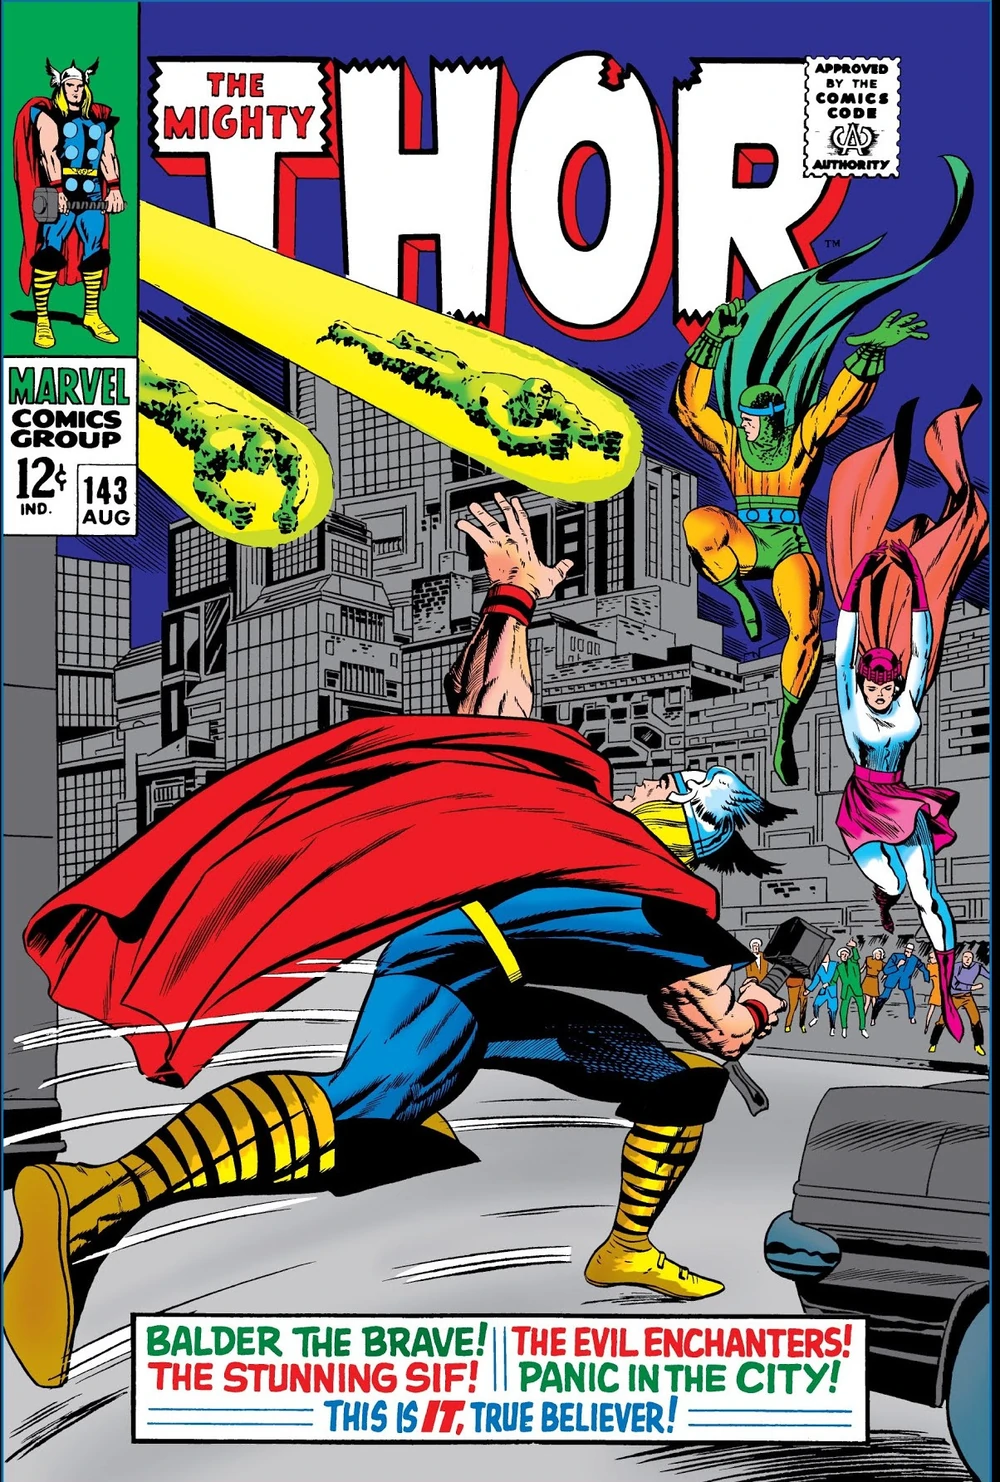 THE
MIGHTY
THOR
APPROVED
BY THE
COMICS
CODE
CA
AUTHORITY
TM
MARVEL
COMICS
GROUP
12¢
IND.
143
AUG
BALDER THE BRAVE!
THE STUNNING SIF!
THE EVIL ENCHANTERS!
PANIC IN THE CITY!
THIS IS IT, TRUE BELIEVER!